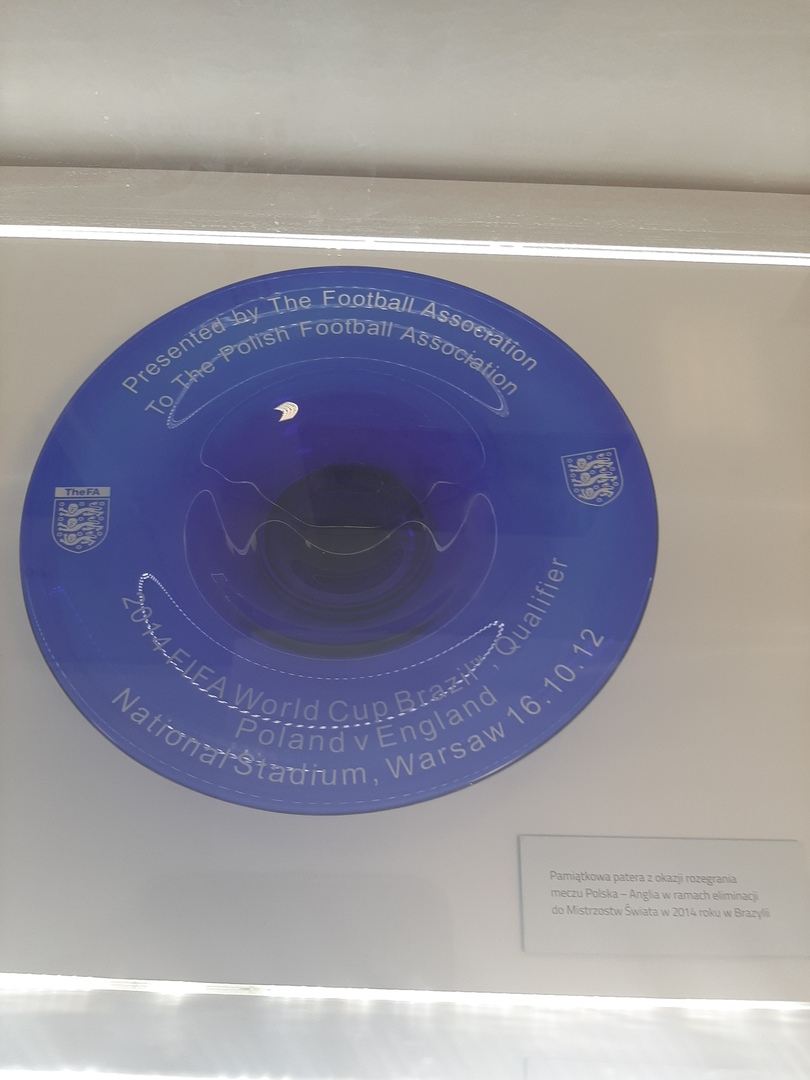 Presented by The Football Association
To The Polish Football Association
TheFA
2014 FIFA World Cup Brazil™, Qualifier
Poland v England
National Stadium, Warsaw 16.10.12
Pamiątkowa patera z okazji rozegrania
meczu Polska – Anglia w ramach eliminacji
do Mistrzostw Świata w 2014 roku w Brazylii